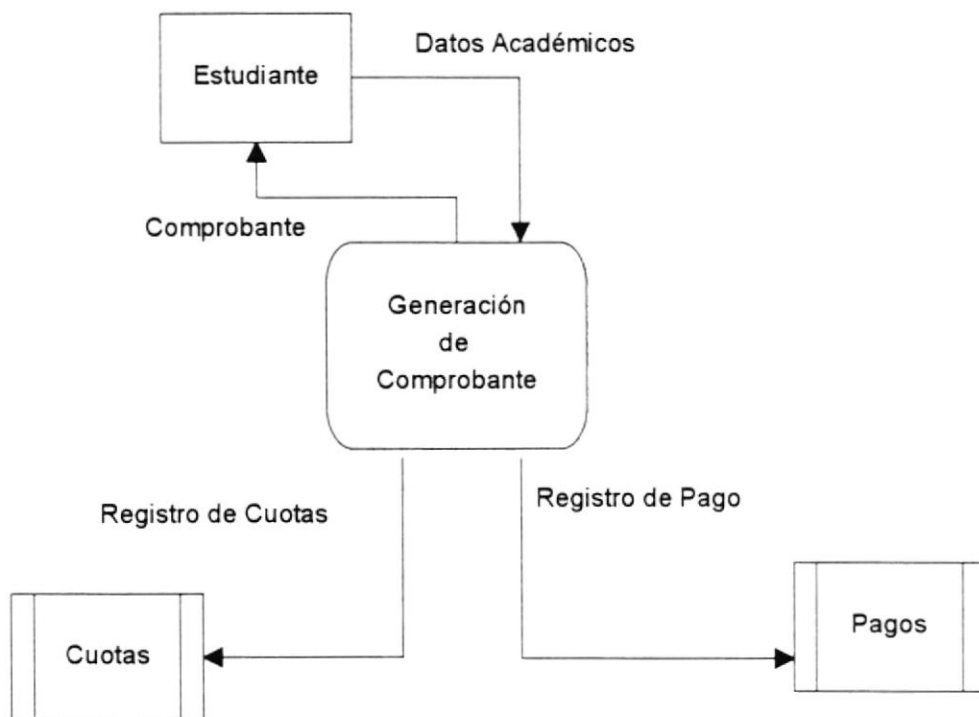 Datos Académicos
Estudiante
Comprobante
Generación
de
Comprobante
Registro de Cuotas
Registro de Pago
Cuotas
Pagos